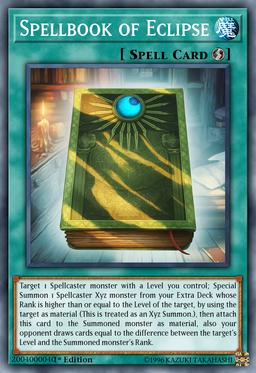 SPELLBOOK OF ECLIPSE
魔
[ SPELL CARD ]
Target 1 Spellcaster monster with a Level you control; Special
Summon 1 Spellcaster Xyz monster from your Extra Deck whose
Rank is higher than or equal to the Level of the target, by using the
target as material (This is treated as an Xyz Summon.), then attach
this card to the Summoned monster as material, also your
opponent draws cards equal to the difference between the target's
Level and the Summoned monster's Rank.
2004000040 1st Edition
©1996 KAZUKI TAKAHASHI